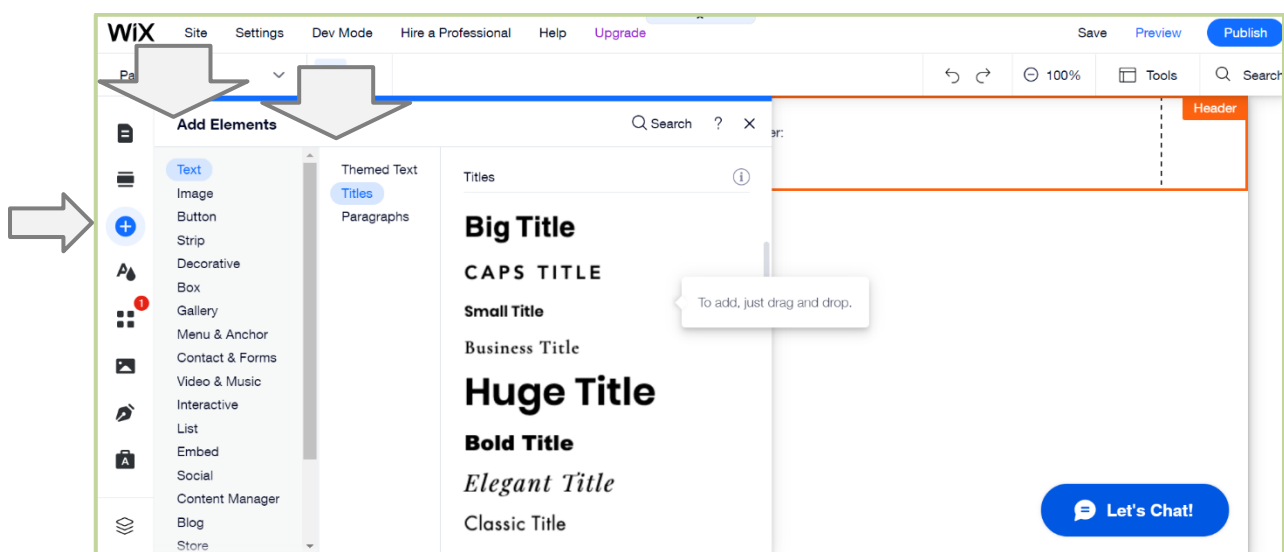 WiX Site Settings Dev Mode Hire a Professional Help Upgrade Save Preview Publish
100% Tools Search
Header
Add Elements Search ? ×
er:
Text
Image
Button
Strip
Decorative
Box
Gallery
Menu & Anchor
Contact & Forms
Video & Music
Interactive
List
Embed
Social
Content Manager
Blog
Store
Themed Text
Titles
Paragraphs
Titles
Big Title
CAPS TITLE
Small Title
Business Title
Huge Title
Bold Title
Elegant Title
Classic Title
To add, just drag and drop.
1
A
Let's Chat!